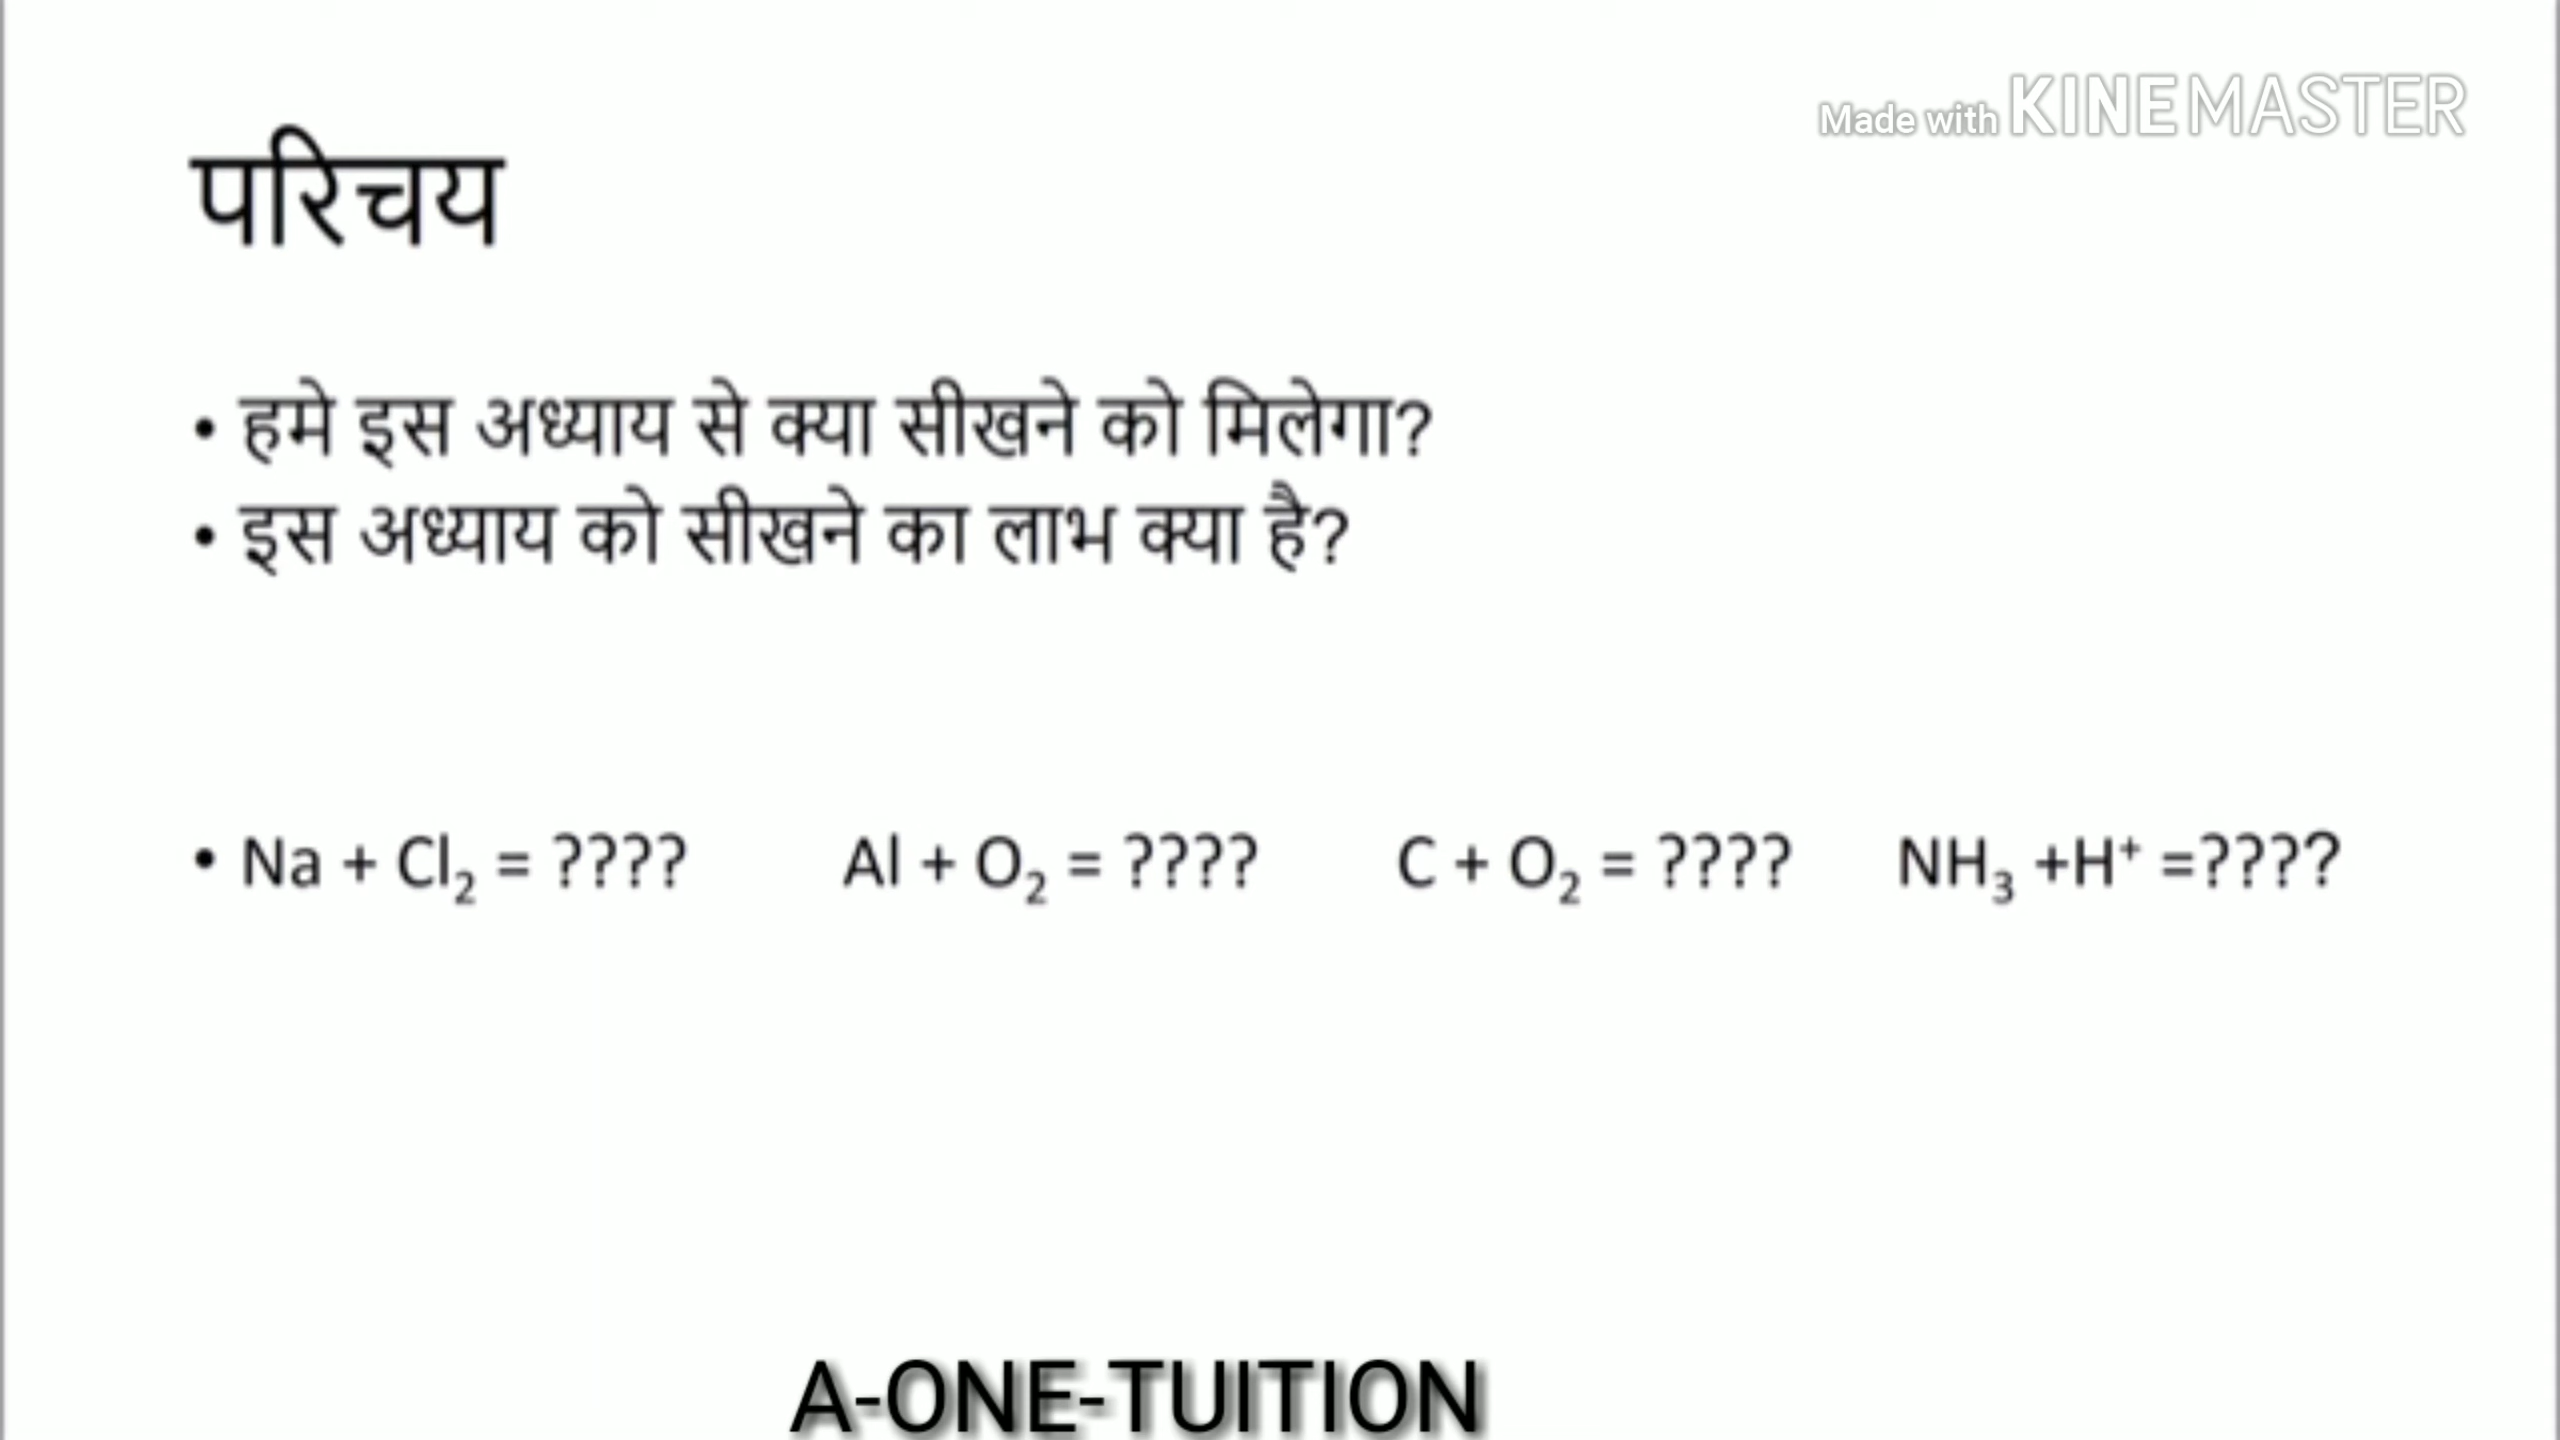 Made with KINEMASTER
परिचय
• हमे इस अध्याय से क्या सीखने को मिलेगा?
• इस अध्याय को सीखने का लाभ क्या है?
• Na + Cl₂ = ???? Al + O₂ = ???? C + O₂ = ???? NH₃ +H⁺ =????
A-ONE-TUITION